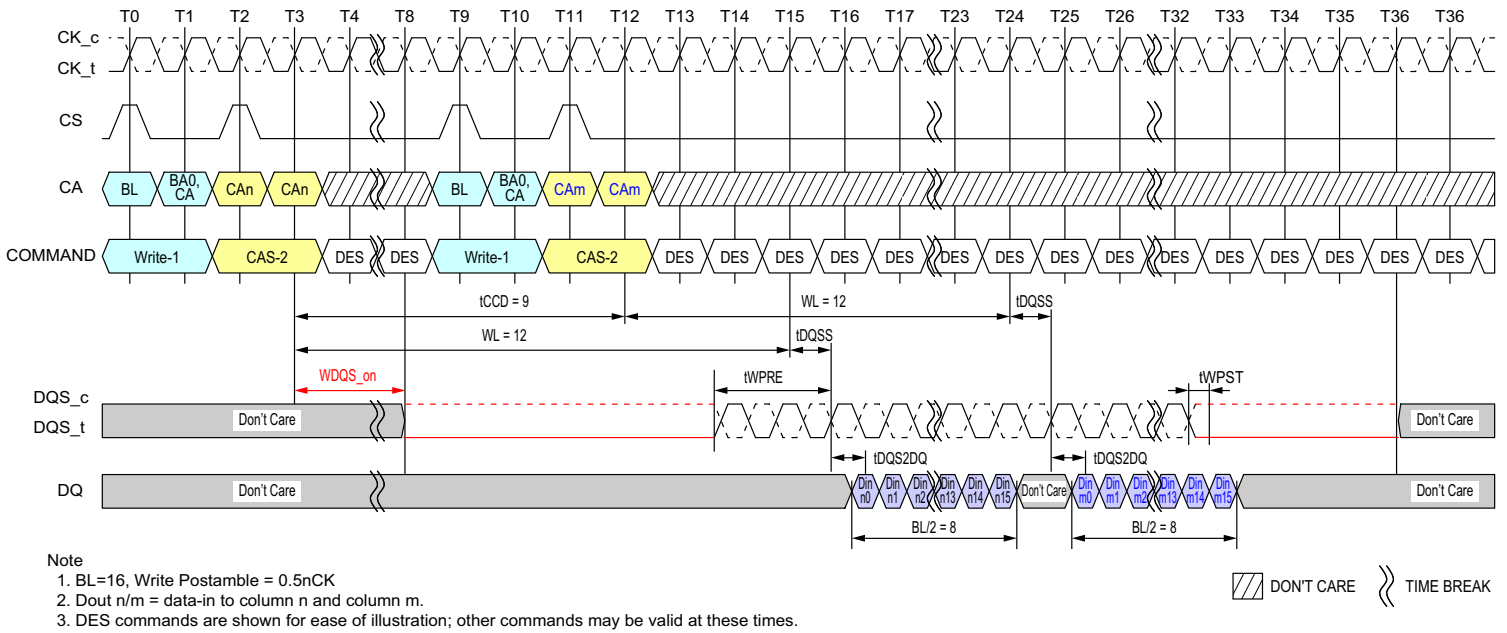 T0 T1 T2 T3 T4 T8 T9 T10 T11 T12 T13 T14 T15 T16 T17 T23 T24 T25 T26 T32 T33 T34 T35 T36 T36
CK_c
CK_t
CS
CA BL BA0, CA CAn CAn BL BA0, CA CAm CAm
COMMAND Write-1 CAS-2 DES DES Write-1 CAS-2 DES DES DES DES DES DES DES DES DES DES DES DES DES DES DES
tCCD = 9 WL = 12 tDQSS
WL = 12 tDQSS
WDQS_on tWPRE tWPST
DQS_c
DQS_t Don't Care Don't Care
tDQS2DQ tDQS2DQ
DQ Don't Care Din n0 Din n1 Din n2 Din n13 Din n14 Din n15 Don't Care Din m0 Din m1 Din m2 Din m13 Din m14 Din m15 Don't Care
BL/2 = 8 BL/2 = 8
Note
1. BL=16, Write Postamble = 0.5nCK
2. Dout n/m = data-in to column n and column m.
3. DES commands are shown for ease of illustration; other commands may be valid at these times.
DON'T CARE TIME BREAK